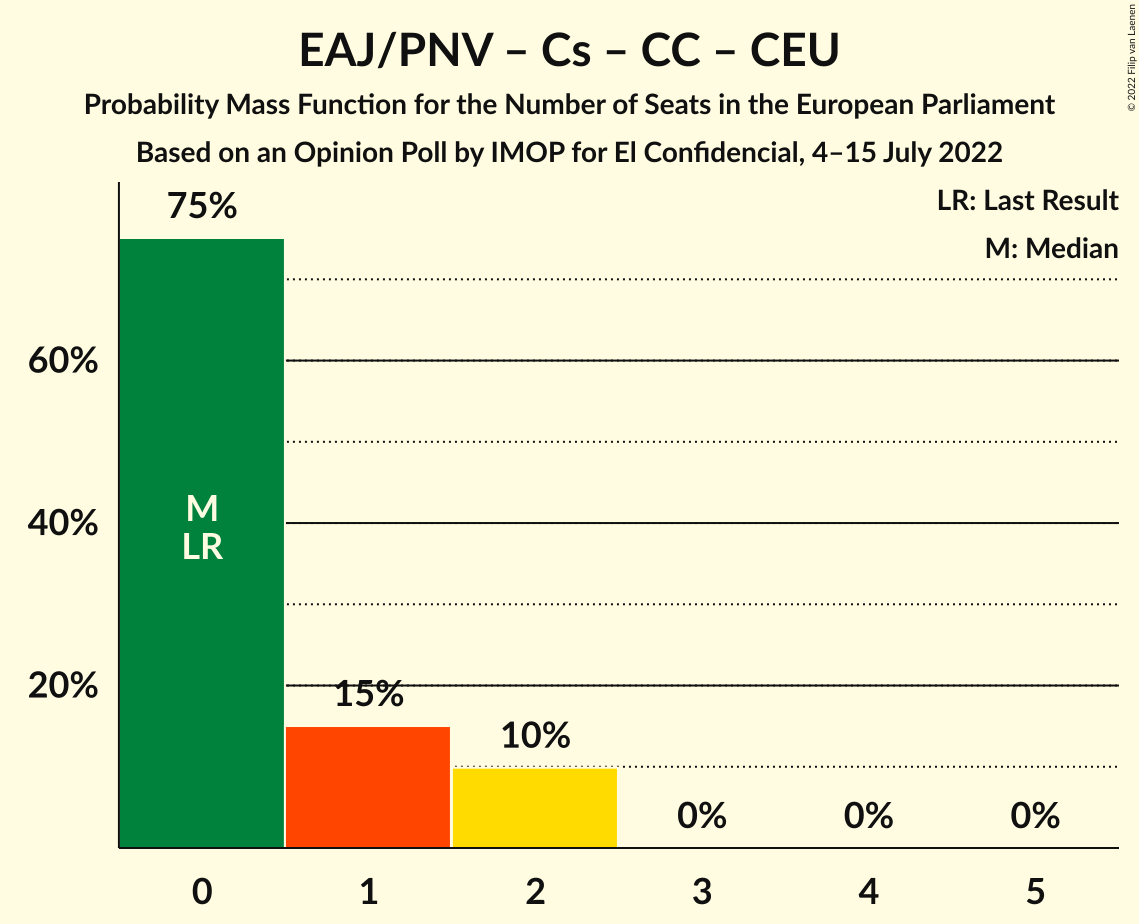 EAJ/PNV – Cs – CC – CEU
Probability Mass Function for the Number of Seats in the European Parliament
Based on an Opinion Poll by IMOP for El Confidencial, 4–15 July 2022
© 2022 Filip van Laenen
LR: Last Result
M: Median
75%
60%
40%
20%
M
LR
15%
10%
0%
0%
0%
0
1
2
3
4
5